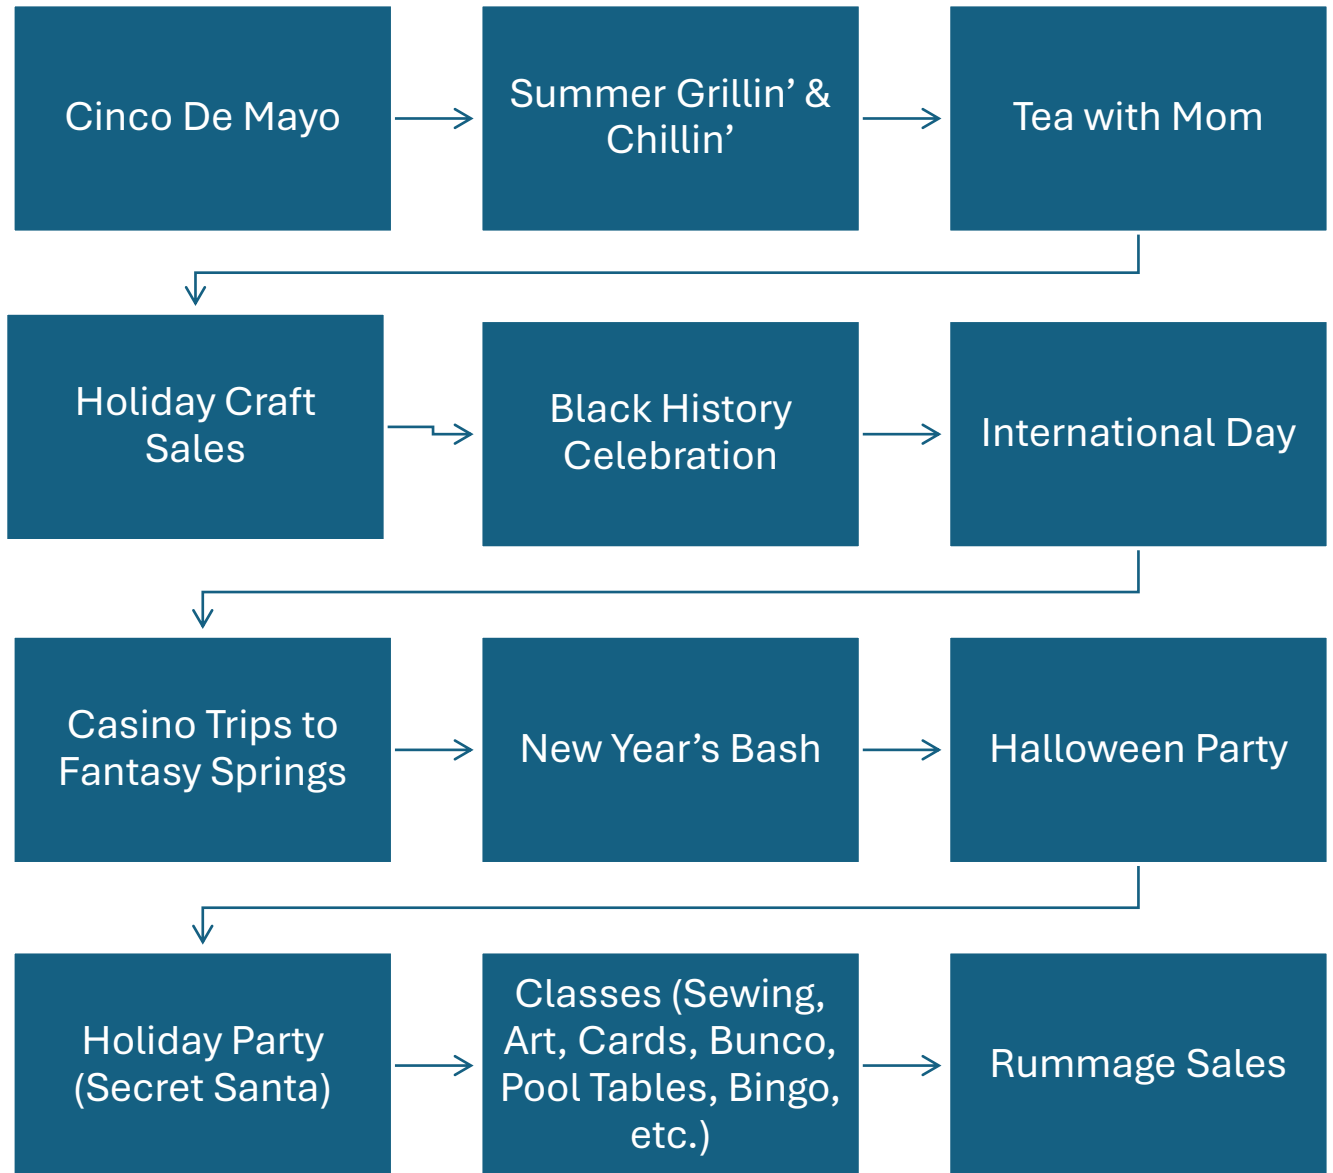 Cinco De Mayo
Summer Grillin’ &
Chillin’
Tea with Mom
Holiday Craft
Sales
Black History
Celebration
International Day
Casino Trips to
Fantasy Springs
New Year’s Bash
Halloween Party
Holiday Party
(Secret Santa)
Classes (Sewing,
Art, Cards, Bunco,
Pool Tables, Bingo,
etc.)
Rummage Sales